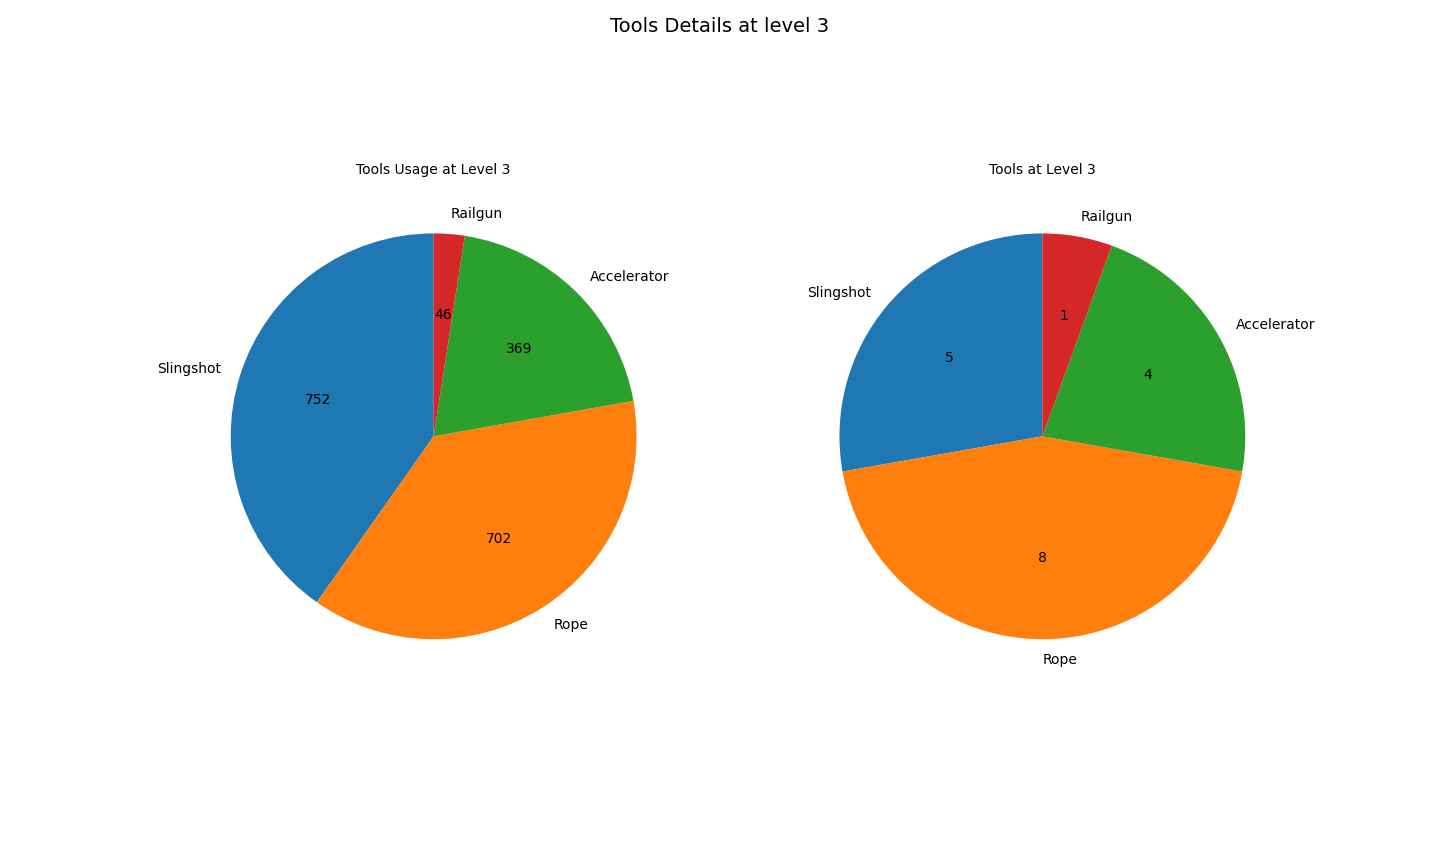 Tools Details at level 3
Tools Usage at Level 3
Railgun
Accelerator
46
369
Slingshot
752
702
Rope
Tools at Level 3
Railgun
Slingshot
1
Accelerator
5
4
8
Rope